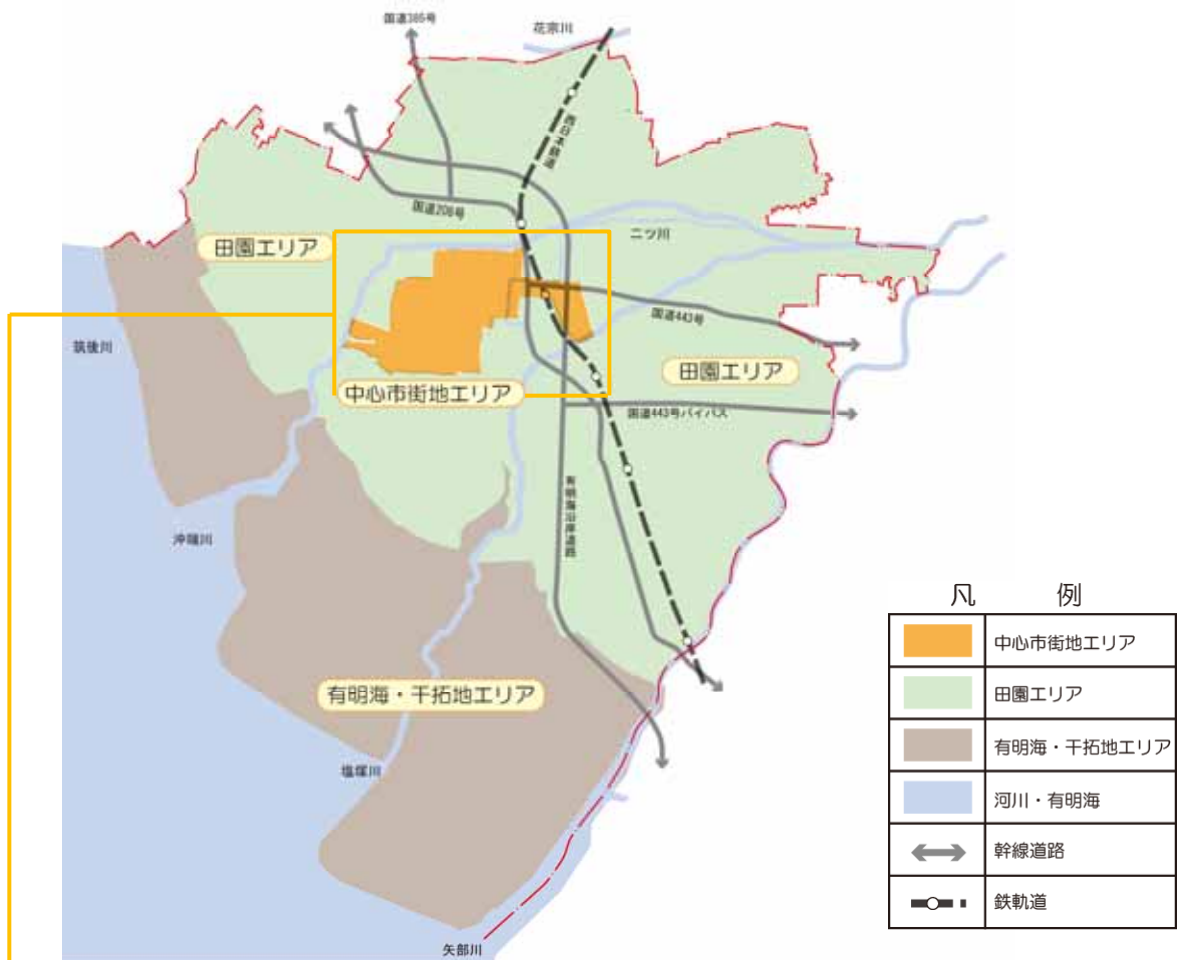 国道385号
花宗川
西日本鉄道
国道208号
田園エリア
二ツ川
筑後川
国道443号
田園エリア
中心市街地エリア
国道443号バイパス
有明海沿岸道路
沖端川
有明海・干拓地エリア
塩塚川
矢部川
凡 例
中心市街地エリア
田園エリア
有明海・干拓地エリア
河川・有明海
幹線道路
鉄軌道